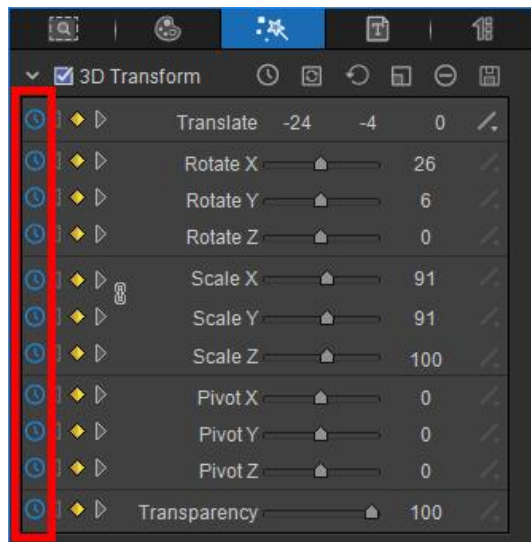 3D Transform
Translate -24 -4 0
Rotate X 26
Rotate Y 6
Rotate Z 0
Scale X 91
Scale Y 91
Scale Z 100
Pivot X 0
Pivot Y 0
Pivot Z 0
Transparency 100